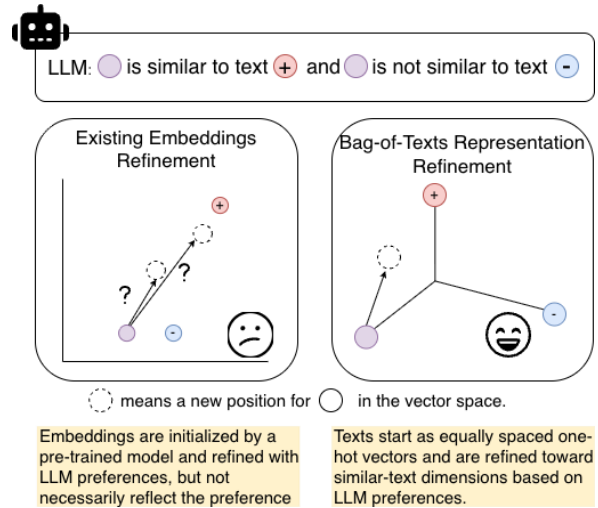 LLM: is similar to text + and is not similar to text -
Existing Embeddings
Refinement
+
?
?
-
Bag-of-Texts Representation
Refinement
+
-
means a new position for in the vector space.
Embeddings are initialized by a
pre-trained model and refined with
LLM preferences, but not
necessarily reflect the preference
Texts start as equally spaced one-
hot vectors and are refined toward
similar-text dimensions based on
LLM preferences.